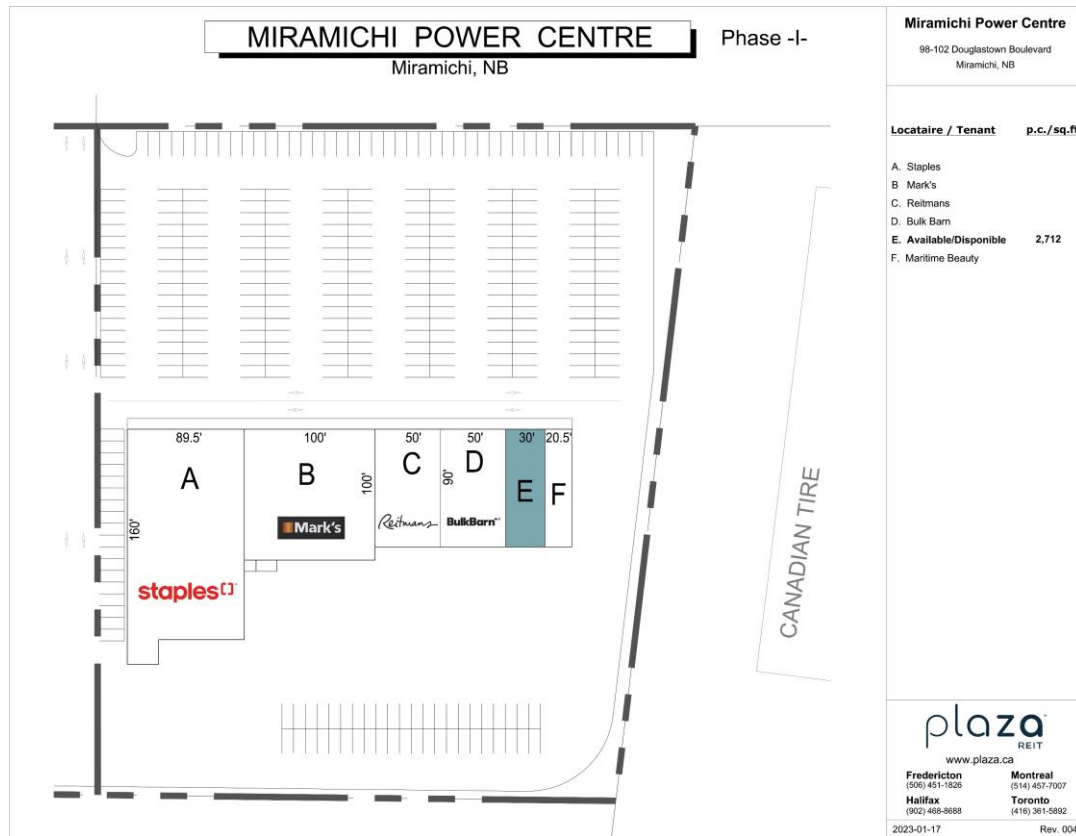 MIRAMICHI POWER CENTRE
Phase -I-
Miramichi, NB
89.5'
100'
50'
50'
30'
20.5'
A
B
C
D
E
F
160'
100'
90'
Mark's
Reitmans
BulkBarn
staples
CANADIAN TIRE
Miramichi Power Centre
98-102 Douglastown Boulevard
Miramichi, NB
Locataire / Tenant p.c./sq.ft
A. Staples
B Mark's
C. Reitmans
D. Bulk Barn
E. Available/Disponible 2,712
F. Maritime Beauty
plaza
REIT
www.plaza.ca
Fredericton Montreal
(506) 451-1826 (514) 457-7007
Halifax Toronto
(902) 468-8688 (416) 361-5892
2023-01-17 Rev.